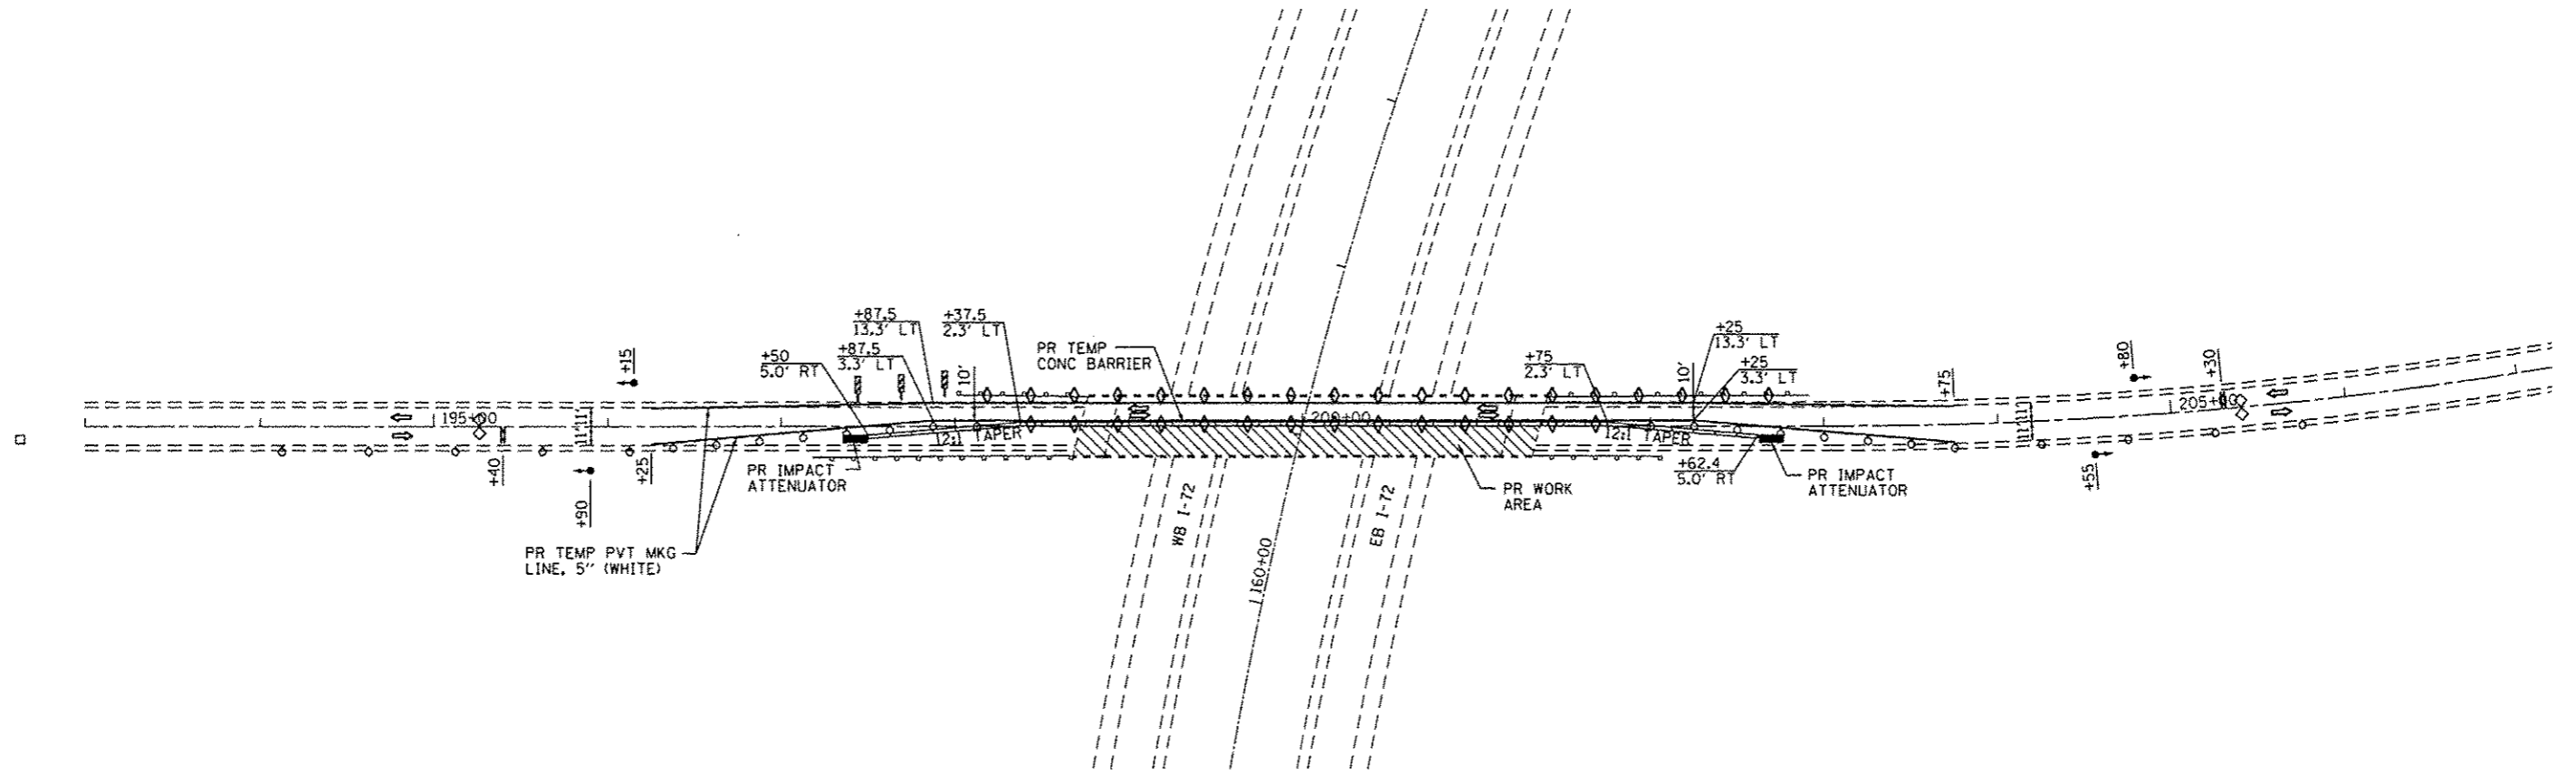 +87.5
13.3' LT
+37.5
2.3' LT
+87.5
3.3' LT
+50
5.0' RT
+15
10'
PR TEMP
CONC BARRIER
+75
2.3' LT
+25
13.3' LT
+25
3.3' LT
10'
+75
+80
+30
195+00
11'
11'
200+00
11'
11'
205+00
12:1 TAPER
12:1 TAPER
+40
+90
+25
PR IMPACT
ATTENUATOR
+62.4
5.0' RT
PR IMPACT
ATTENUATOR
+55
PR WORK
AREA
WB I-72
EB I-72
1160+00
PR TEMP PVT MKG
LINE, 5" (WHITE)